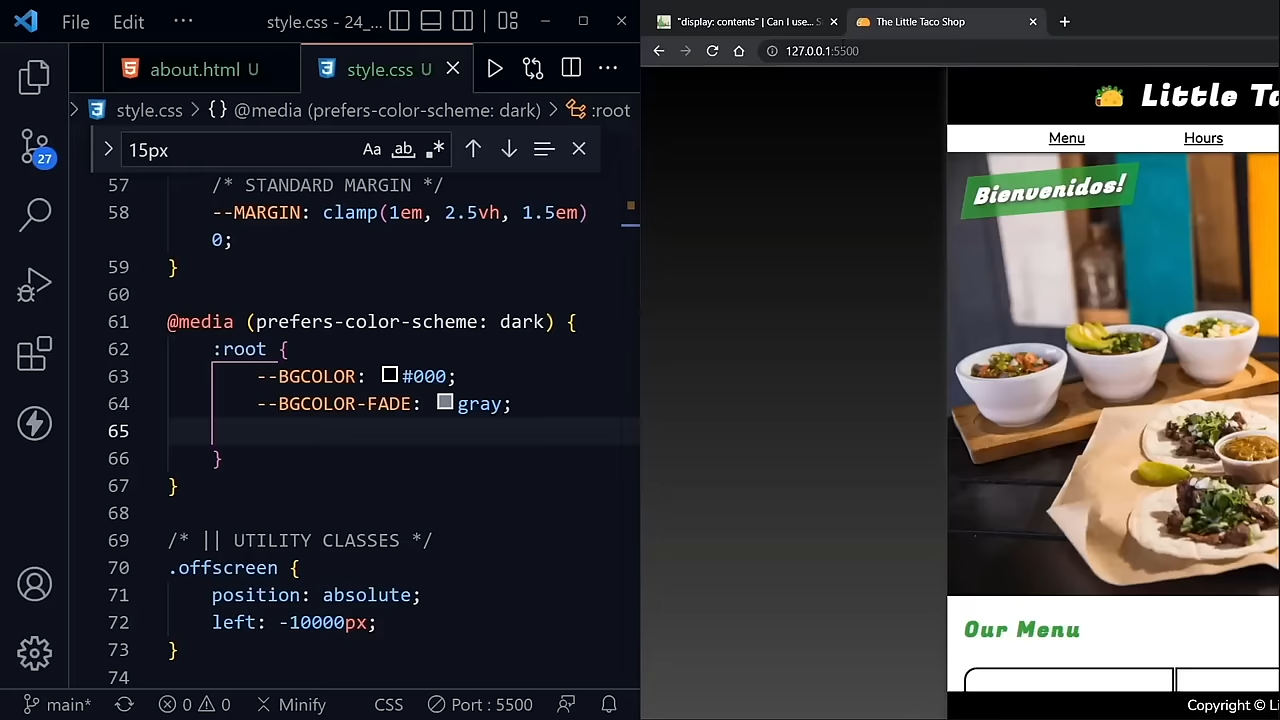 File Edit ··· style.css - 24_...
about.html U style.css U
style.css > {} @media (prefers-color-scheme: dark) > :root
15px Aa ab .*
57 /* STANDARD MARGIN */
58 --MARGIN: clamp(1em, 2.5vh, 1.5em)
0;
59 }
60
61 @media (prefers-color-scheme: dark) {
62 :root {
63 --BGCOLOR: #000;
64 --BGCOLOR-FADE: gray;
65
66 }
67 }
68
69 /* || UTILITY CLASSES */
70 .offscreen {
71 position: absolute;
72 left: -10000px;
73 }
74
27
main* 0 0 Minify CSS Port : 5500
"display: contents" | Can I use... S
The Little Taco Shop
127.0.0.1:5500
Little Ta
Menu Hours
Bienvenidos!
Our Menu
Copyright © Li